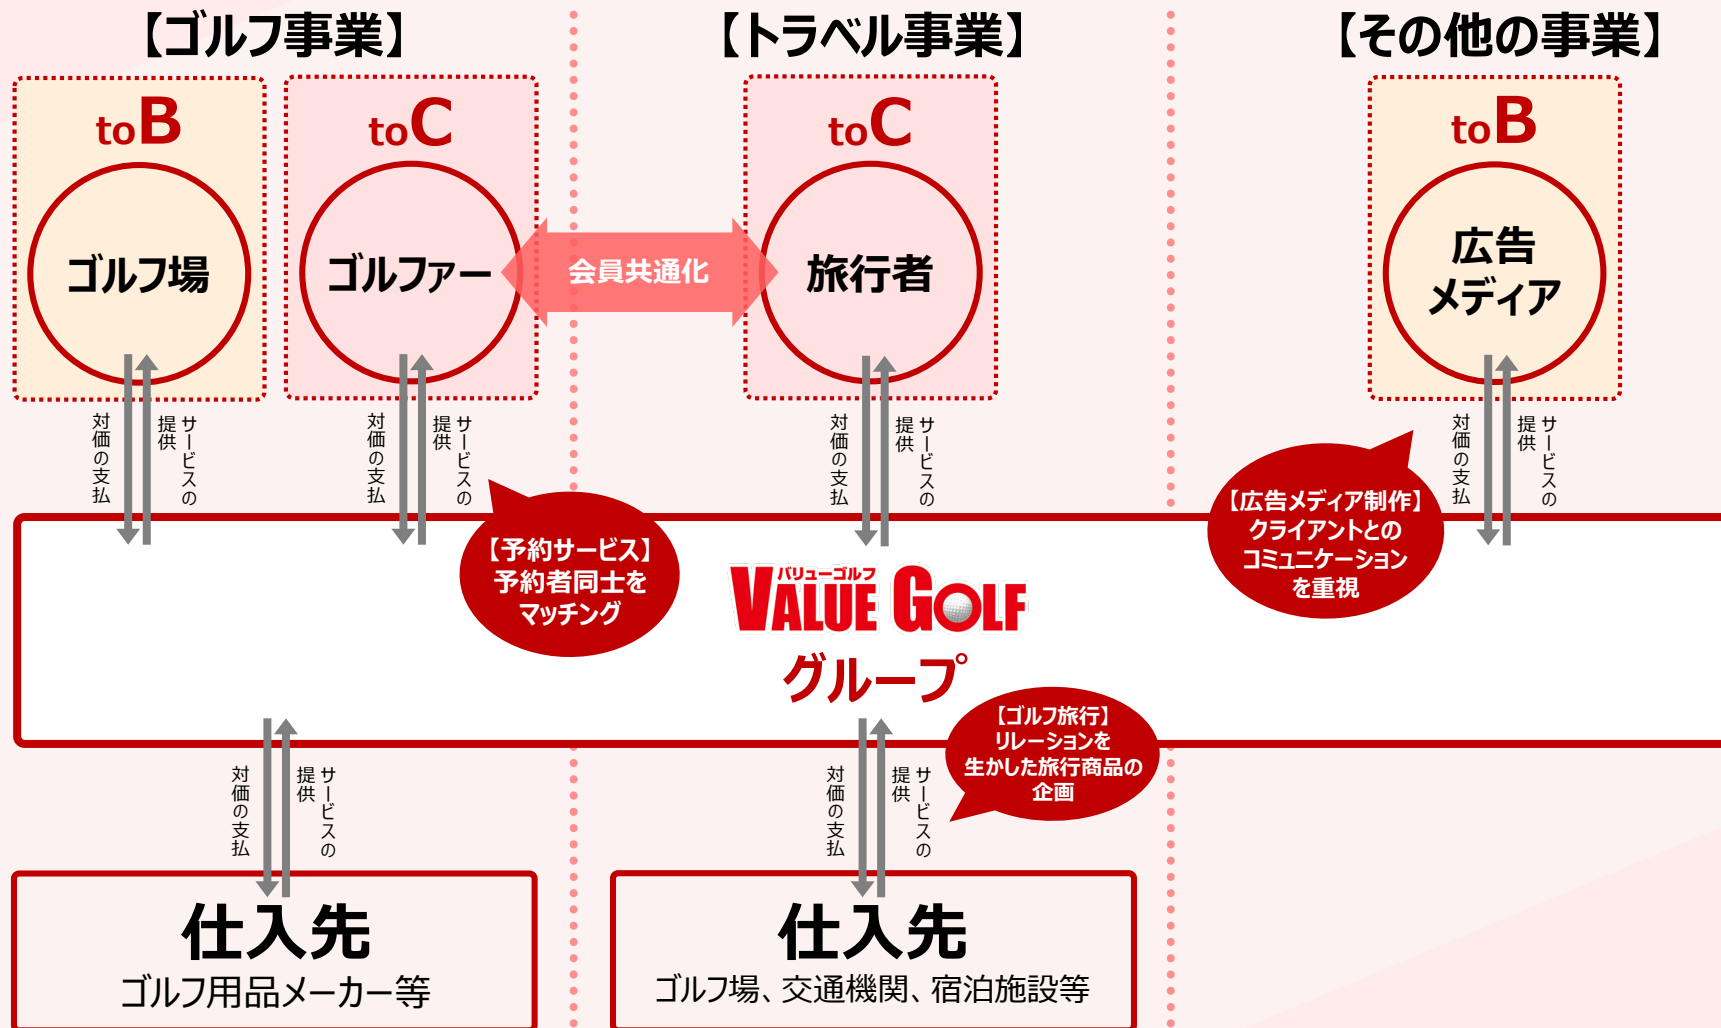 【ゴルフ事業】
【トラベル事業】
【その他の事業】
toB
toC
toC
toB
ゴルフ場
ゴルファー
会員共通化
旅行者
広告
メディア
対価の支払
サービスの
提供
対価の支払
サービスの
提供
対価の支払
サービスの
提供
対価の支払
サービスの
提供
【予約サービス】
予約者同士を
マッチング
【広告メディア制作】
クライアントとの
コミュニケーション
を重視
バリューゴルフ
VALUE GOLF
グループ
【ゴルフ旅行】
リレーションを
生かした旅行商品の
企画
対価の支払
サービスの
提供
対価の支払
サービスの
提供
仕入先
ゴルフ用品メーカー等
仕入先
ゴルフ場、交通機関、宿泊施設等